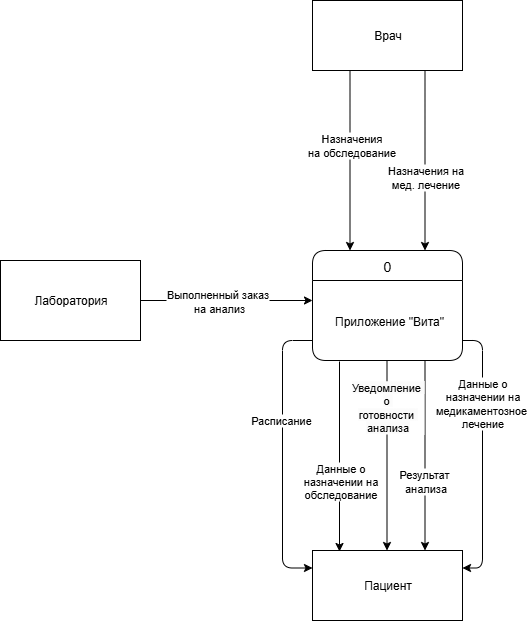 Врач
Назначения
на обследование
Назначения на
мед. лечение
0
Приложение "Вита"
Лаборатория
Выполненный заказ
на анализ
Расписание
Данные о
назначении на
обследование
Уведомление
о
готовности
анализа
Результат
анализа
Данные о
назначении на
медикаментозное
лечение
Пациент